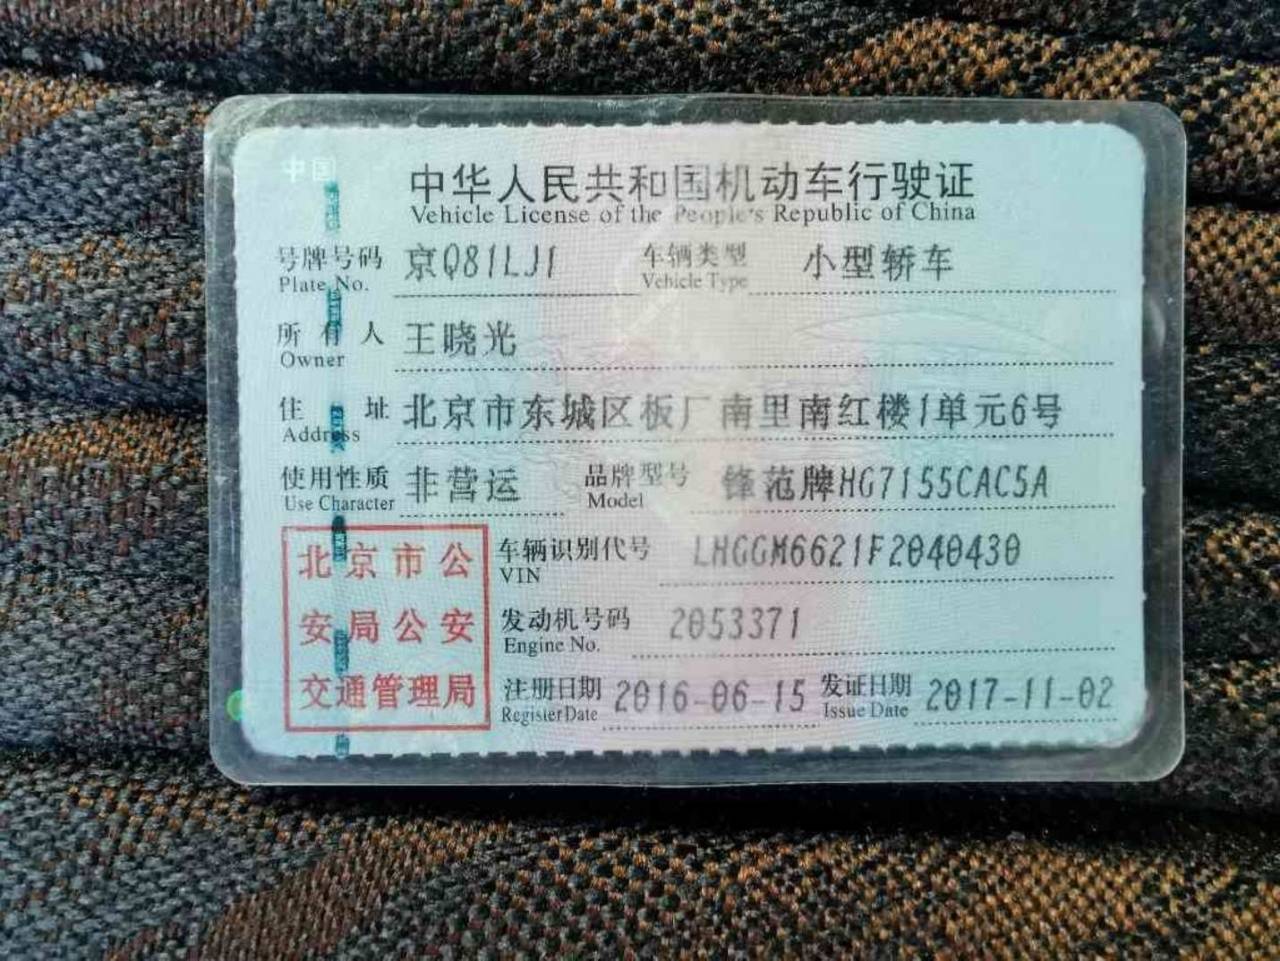 中国
中华人民共和国机动车行驶证
Vehicle License of the People's Republic of China
号牌号码 京Q81LJ1 车辆类型 小型轿车
Plate No. Vehicle Type
所有人 王晓光
Owner
住址 北京市东城区板厂南里南红楼1单元6号
Address
使用性质 非营运 品牌型号 锋范牌HG7155CAC5A
Use Character Model
北京市公
安局公安
交通管理局
车辆识别代号 LHGGM6621F2040430
VIN
发动机号码 2053371
Engine No.
注册日期 2016-06-15 发证日期 2017-11-02
Register Date Issue Date